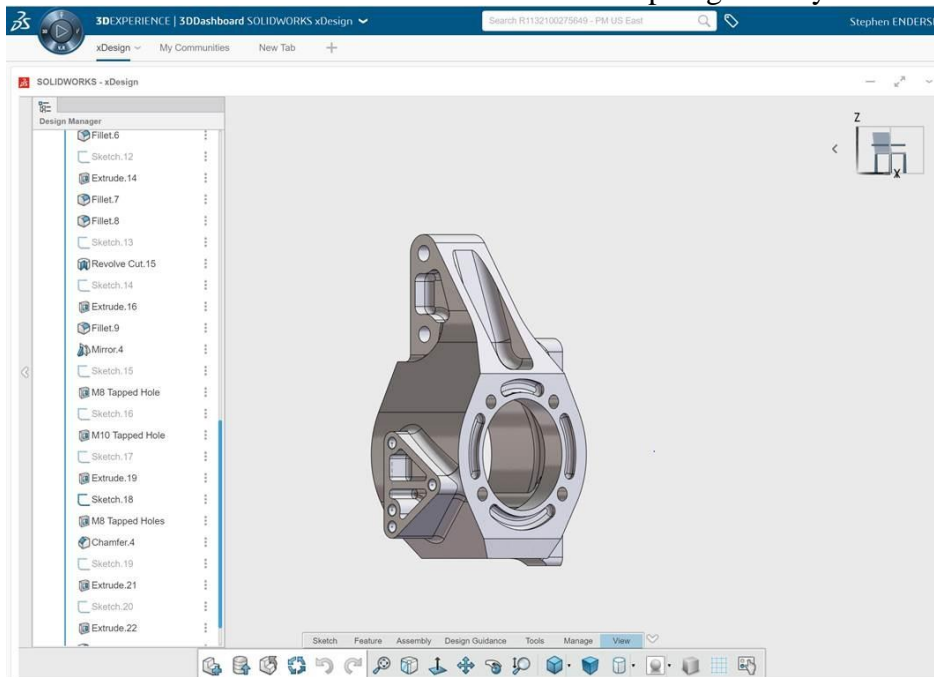 3DEXPERIENCE | 3DDashboard SOLIDWORKS xDesign
Search R1132100275649 - PM US East
Stephen ENDERS
xDesign
My Communities
New Tab
SOLIDWORKS - xDesign
Design Manager
Fillet.6
Sketch.12
Extrude.14
Fillet.7
Fillet.8
Sketch.13
Revolve Cut.15
Sketch.14
Extrude.16
Fillet.9
Mirror.4
Sketch.15
M8 Tapped Hole
Sketch.16
M10 Tapped Hole
Sketch.17
Extrude.19
Sketch.18
M8 Tapped Holes
Chamfer.4
Sketch.19
Extrude.21
Sketch.20
Extrude.22
Z
X
Sketch Feature Assembly Design Guidance Tools Manage View